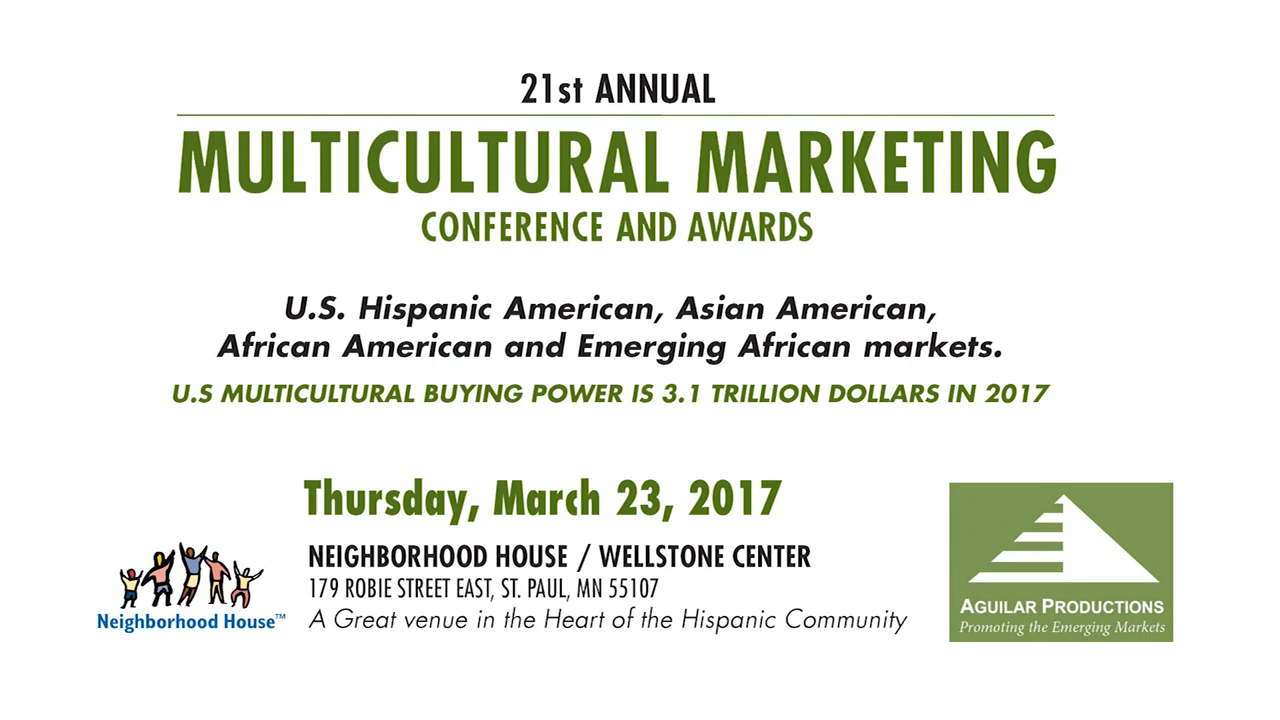 21st ANNUAL
MULTICULTURAL MARKETING
CONFERENCE AND AWARDS
U.S. Hispanic American, Asian American,
African American and Emerging African markets.
U.S MULTICULTURAL BUYING POWER IS 3.1 TRILLION DOLLARS IN 2017
Thursday, March 23, 2017
NEIGHBORHOOD HOUSE / WELLSTONE CENTER
179 ROBIE STREET EAST, ST. PAUL, MN 55107
A Great venue in the Heart of the Hispanic Community
Neighborhood House™
AGUILAR PRODUCTIONS
Promoting the Emerging Markets